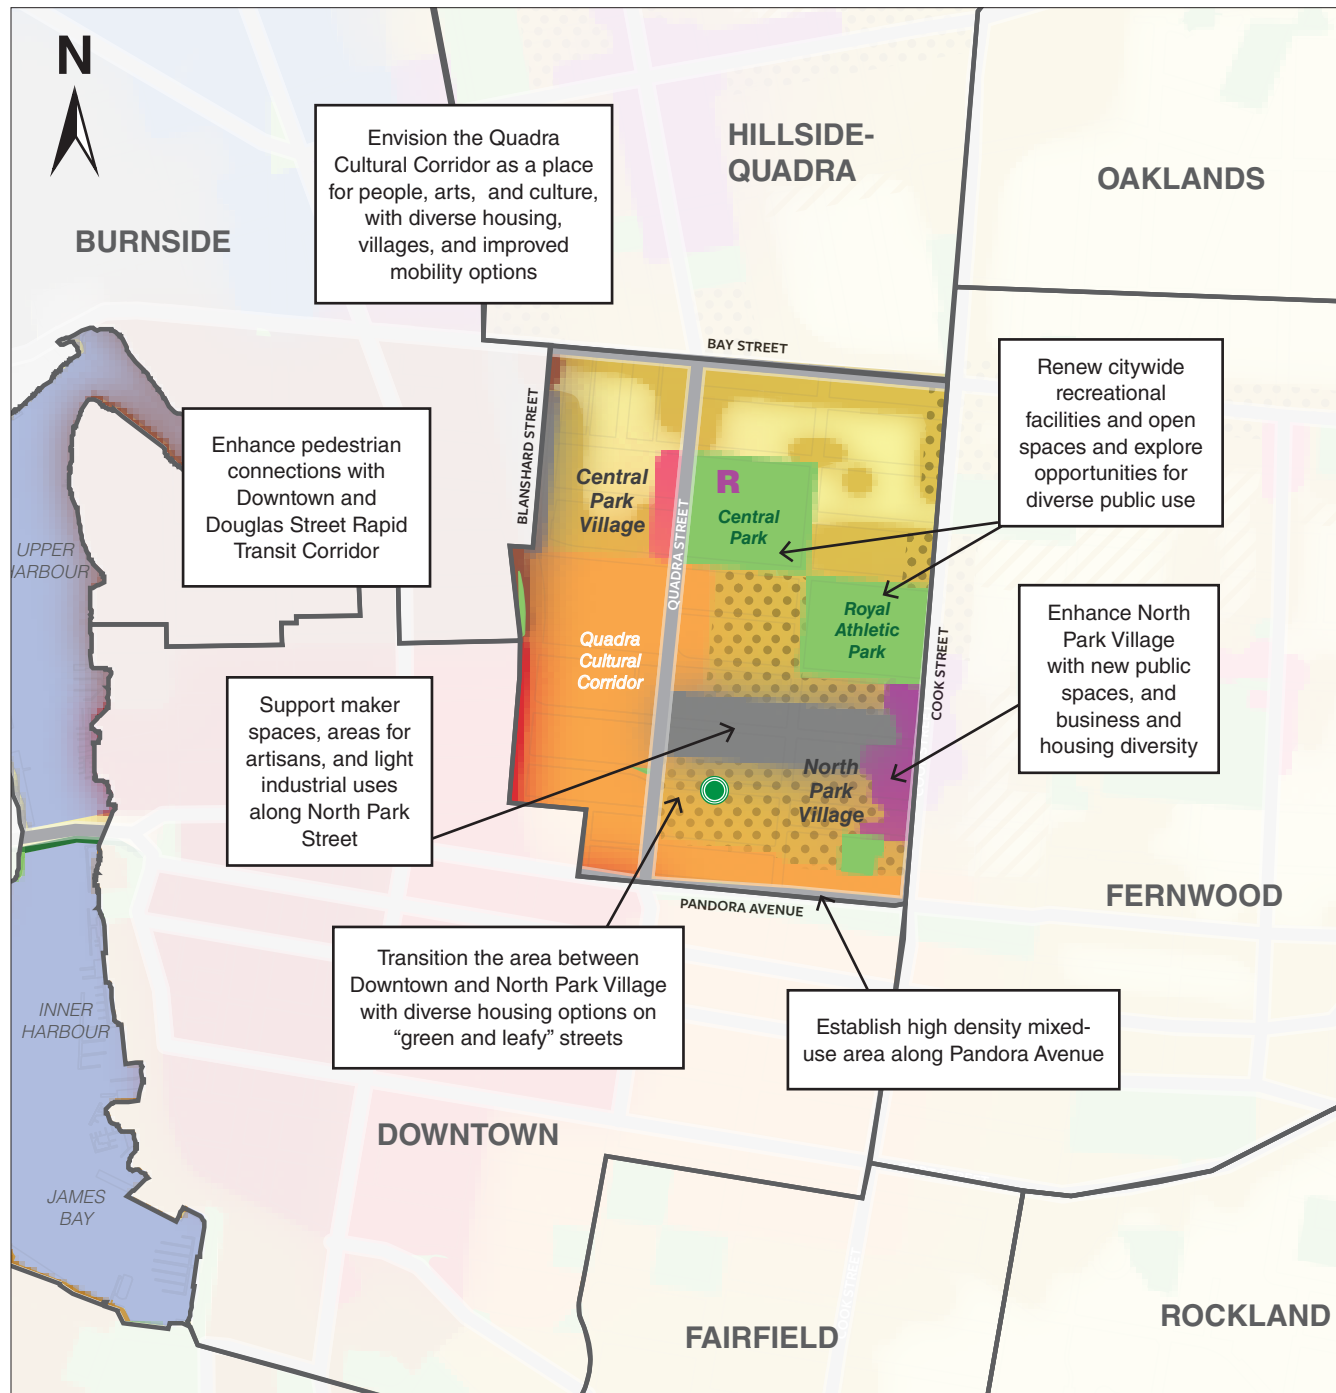 N
Envision the Quadra
Cultural Corridor as a place
for people, arts, and culture,
with diverse housing,
villages, and improved
mobility options
HILLSIDE-
QUADRA
OAKLANDS
BURNSIDE
BAY STREET
Renew citywide
recreational
facilities and open
spaces and explore
opportunities for
diverse public use
BLANSHARD STREET
Enhance pedestrian
connections with
Downtown and
Douglas Street Rapid
Transit Corridor
Central
Park
Village
R
Central
Park
QUADRA STREET
UPPER
HARBOUR
Royal
Athletic
Park
Enhance North
Park Village
with new public
spaces, and
business and
housing diversity
Quadra
Cultural
Corridor
COOK STREET
Support maker
spaces, areas for
artisans, and light
industrial uses
along North Park
Street
North
Park
Village
PANDORA AVENUE
FERNWOOD
Transition the area between
Downtown and North Park Village
with diverse housing options on
“green and leafy” streets
INNER
HARBOUR
Establish high density mixed-
use area along Pandora Avenue
DOWNTOWN
JAMES
BAY
COOK STREET
FAIRFIELD
ROCKLAND